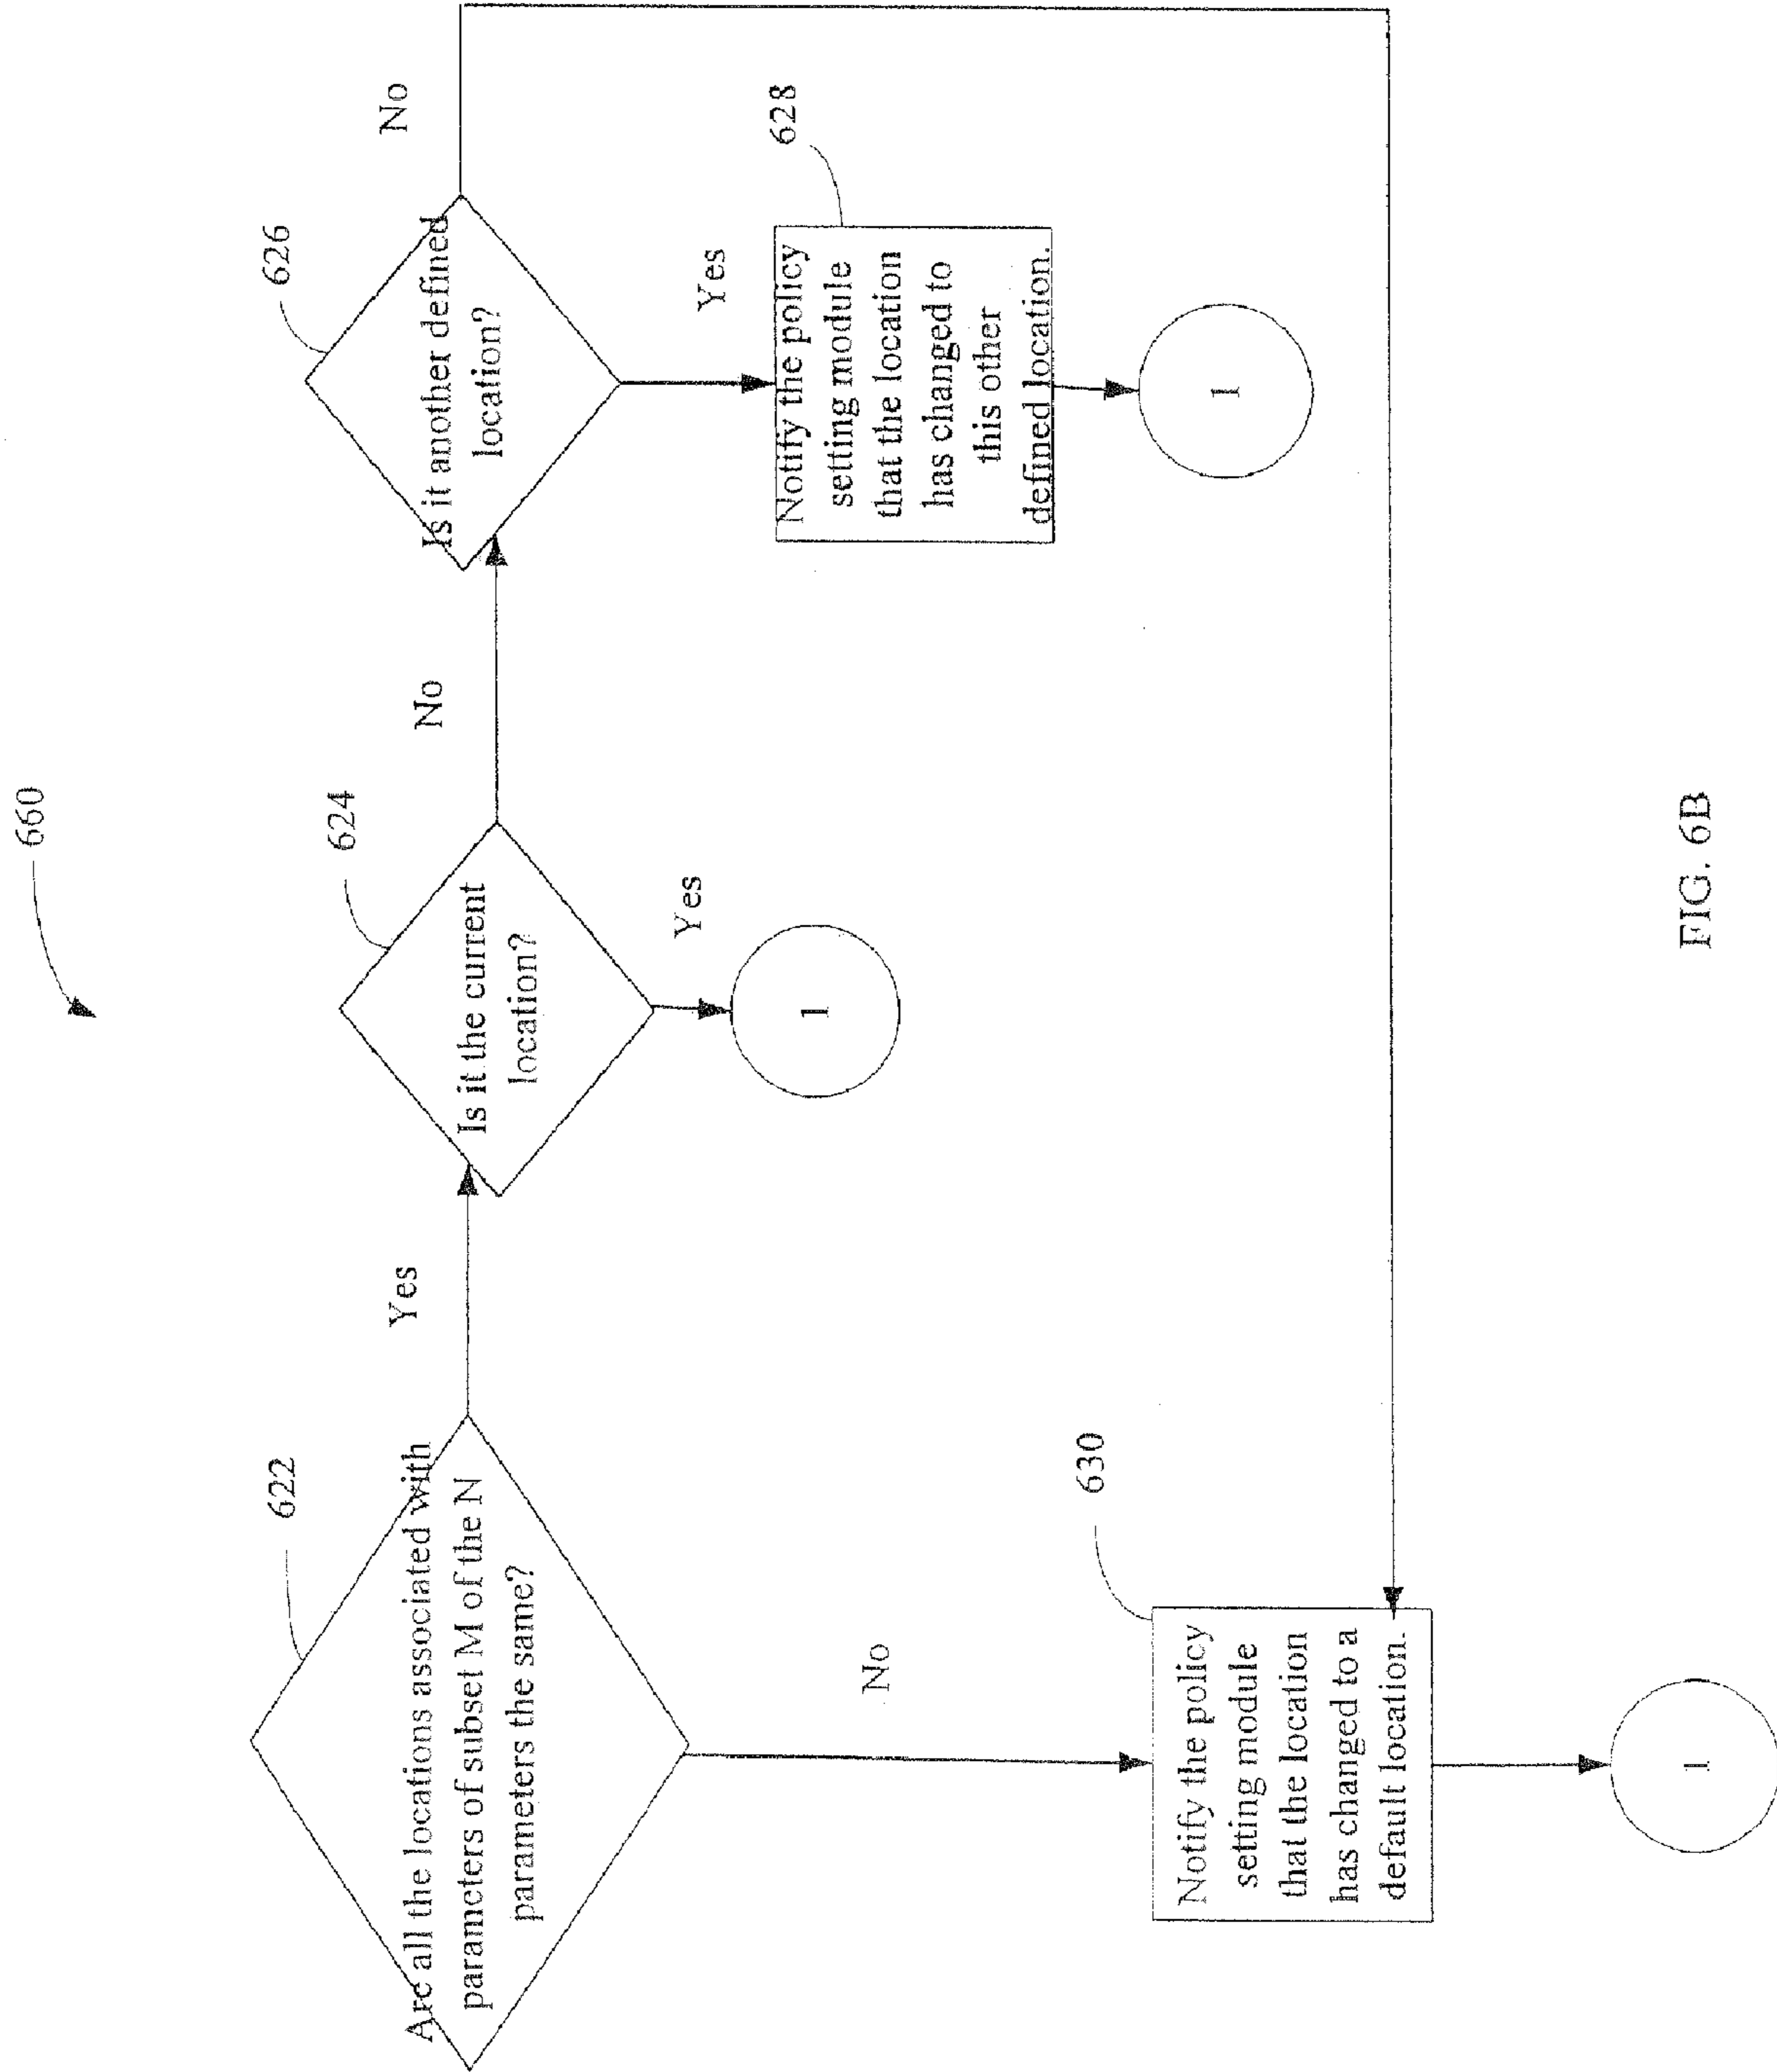 660
622
Are all the locations associated with
parameters of subset M of the N
parameters the same?
Yes
624
Is it the current
location?
No
626
Is it another defined
location?
No
No
Yes
1
Yes
628
Notify the policy
setting module
that the location
has changed to
this other
defined location.
1
630
Notify the policy
setting module
that the location
has changed to a
default location.
1
FIG. 6B